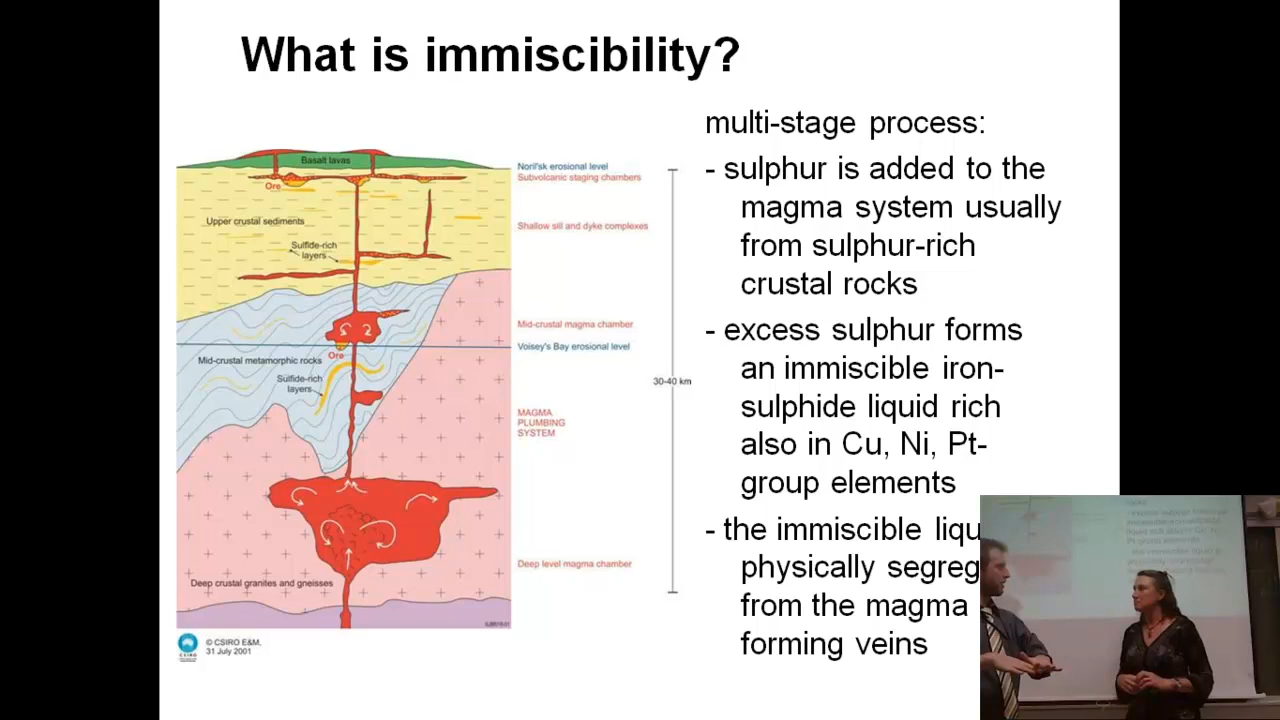 What is immiscibility?
multi-stage process:
- sulphur is added to the
magma system usually
from sulphur-rich
crustal rocks
- excess sulphur forms
an immiscible iron-
sulphide liquid rich
also in Cu, Ni, Pt-
group elements
- the immiscible liqu
physically segreg
from the magma
forming veins
Basalt lavas
Ore
Upper crustal sediments
Sulfide-rich
layers
Ore
Mid-crustal metamorphic rocks
Sulfide-rich
layers
Deep crustal granites and gneisses
Noril'sk erosional level
Subvolcanic staging chambers
Shallow sill and dyke complexes
Mid-crustal magma chamber
Voisey's Bay erosional level
30-40 km
MAGMA
PLUMBING
SYSTEM
Deep level magma chamber
CSIRO
© CSIRO E&M,
31 July 2001